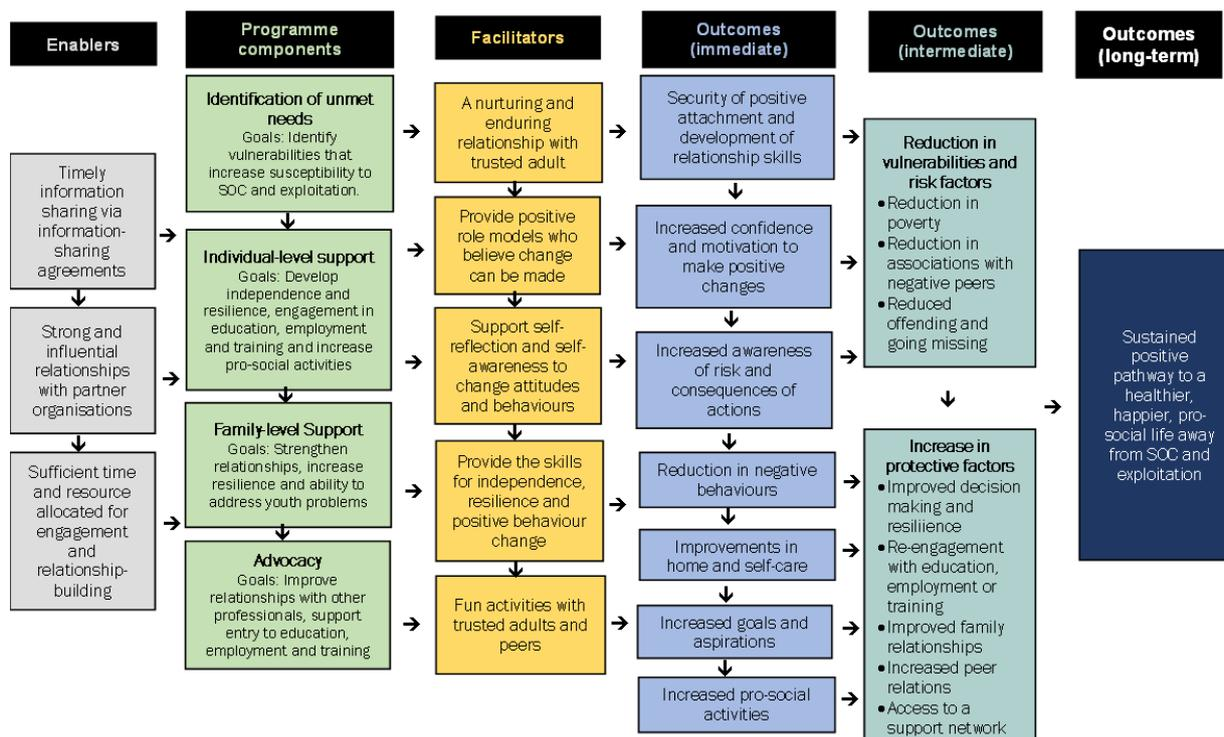 Enablers
Timely
information
sharing via
information-
sharing
agreements
Strong and
influential
relationships
with partner
organisations
Sufficient time
and resource
allocated for
engagement
and
relationship-
building
Programme
components
Identification of unmet
needs
Goals: Identify
vulnerabilities that
increase susceptibility to
SOC and exploitation.
Individual-level support
Goals: Develop
independence and
resilience, engagement in
education, employment
and training and increase
pro-social activities
Family-level Support
Goals: Strengthen
relationships, increase
resilience and ability to
address youth problems
Advocacy
Goals: Improve
relationships with other
professionals, support
entry to education,
employment and training
Facilitators
A nurturing and
enduring
relationship with
trusted adult
Provide positive
role models who
believe change
can be made
Support self-
reflection and self-
awareness to
change attitudes
and behaviours
Provide the skills
for independence,
resilience and
positive behaviour
change
Fun activities with
trusted adults and
peers
Outcomes
(immediate)
Security of positive
attachment and
development of
relationship skills
Increased confidence
and motivation to
make positive
changes
Increased awareness
of risk and
consequences of
actions
Reduction in negative
behaviours
Improvements in
home and self-care
Increased goals and
aspirations
Increased pro-social
activities
Outcomes
(intermediate)
Reduction in
vulnerabilities and
risk factors
•Reduction in
poverty
•Reduction in
associations with
negative peers
•Reduced
offending and
going missing
Increase in
protective factors
•Improved decision
making and
resiliience
•Re-engagement
with education,
employment or
training
•Improved family
relationships
•Increased peer
relations
•Access to a
support network
Outcomes
(long-term)
Sustained
positive
pathway to a
healthier,
happier, pro-
social life away
from SOC and
exploitation